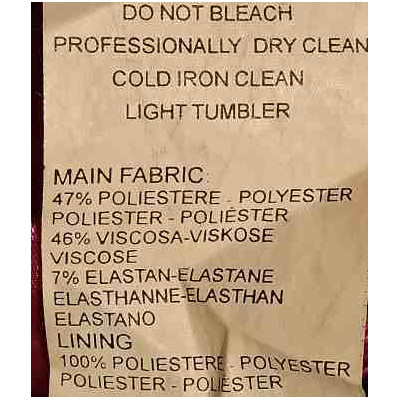 DO NOT BLEACH
PROFESSIONALLY DRY CLEAN
COLD IRON CLEAN
LIGHT TUMBLER
MAIN FABRIC:
47% POLIESTERE - POLYESTER
POLIESTER - POLIÉSTER
46% VISCOSA-VISKOSE
VISCOSE
7% ELASTAN-ELASTANE
ELASTHANNE-ELASTHAN
ELASTANO
LINING
100% POLIESTERE - POLYESTER
POLIESTER - POLIÉSTER